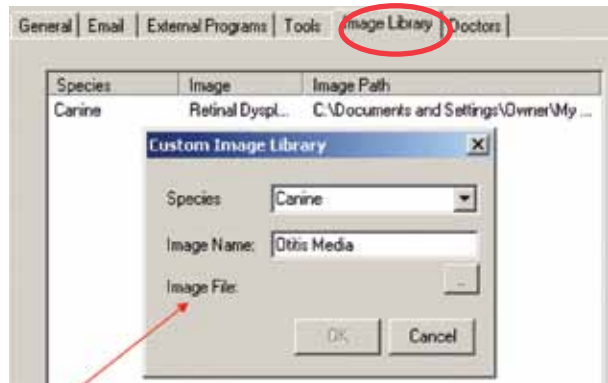 General Email External Programs Tools Image Library Doctors
Species Image Image Path
Canine Retinal Dyspl... C:\Documents and Settings\Owner\My ...
Custom Image Library
Species Canine
Image Name: Otitis Media
Image File: ...
OK Cancel